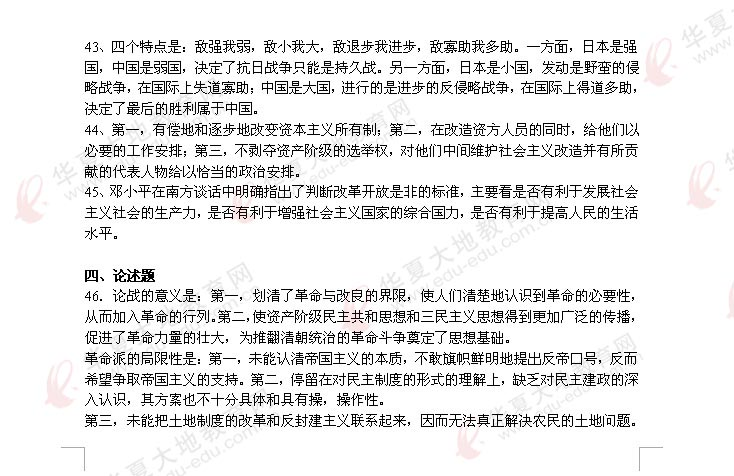 43、四个特点是：敌强我弱，敌小我大，敌退步我进步，敌寡助我多助。一方面，日本是强
国，中国是弱国，决定了抗日战争只能是持久战。另一方面，日本是小国，发动是野蛮的侵
略战争，在国际上失道寡助；中国是大国，进行的是进步的反侵略战争，在国际上得道多助，
决定了最后的胜利属于中国。
44、第一，有偿地和逐步地改变资本主义所有制；第二，在改造资方人员的同时，给他们以
必要的工作安排；第三，不剥夺资产阶级的选举权，对他们中间维护社会主义改造并有所贡
献的代表人物给以恰当的政治安排。
45、邓小平在南方谈话中明确指出了判断改革开放是非的标准，主要看是否有利于发展社会
主义社会的生产力，是否有利于增强社会主义国家的综合国力，是否有利于提高人民的生活
水平。
四、论述题
46．论战的意义是：第一，划清了革命与改良的界限，使人们清楚地认识到革命的必要性，
从而加入革命的行列。第二，使资产阶级民主共和思想和三民主义思想得到更加广泛的传播，
促进了革命力量的壮大，为推翻清朝统治的革命斗争奠定了思想基础。
革命派的局限性是：第一，未能认清帝国主义的本质，不敢旗帜鲜明地提出反帝口号，反而
希望争取帝国主义的支持。第二，停留在对民主制度的形式的理解上，缺乏对民主建政的深
入认识，其方案也不十分具体和具有操，操作性。
第三，未能把土地制度的改革和反封建主义联系起来，因而无法真正解决农民的土地问题。
华夏大地教育网
edu-edu.com.cn